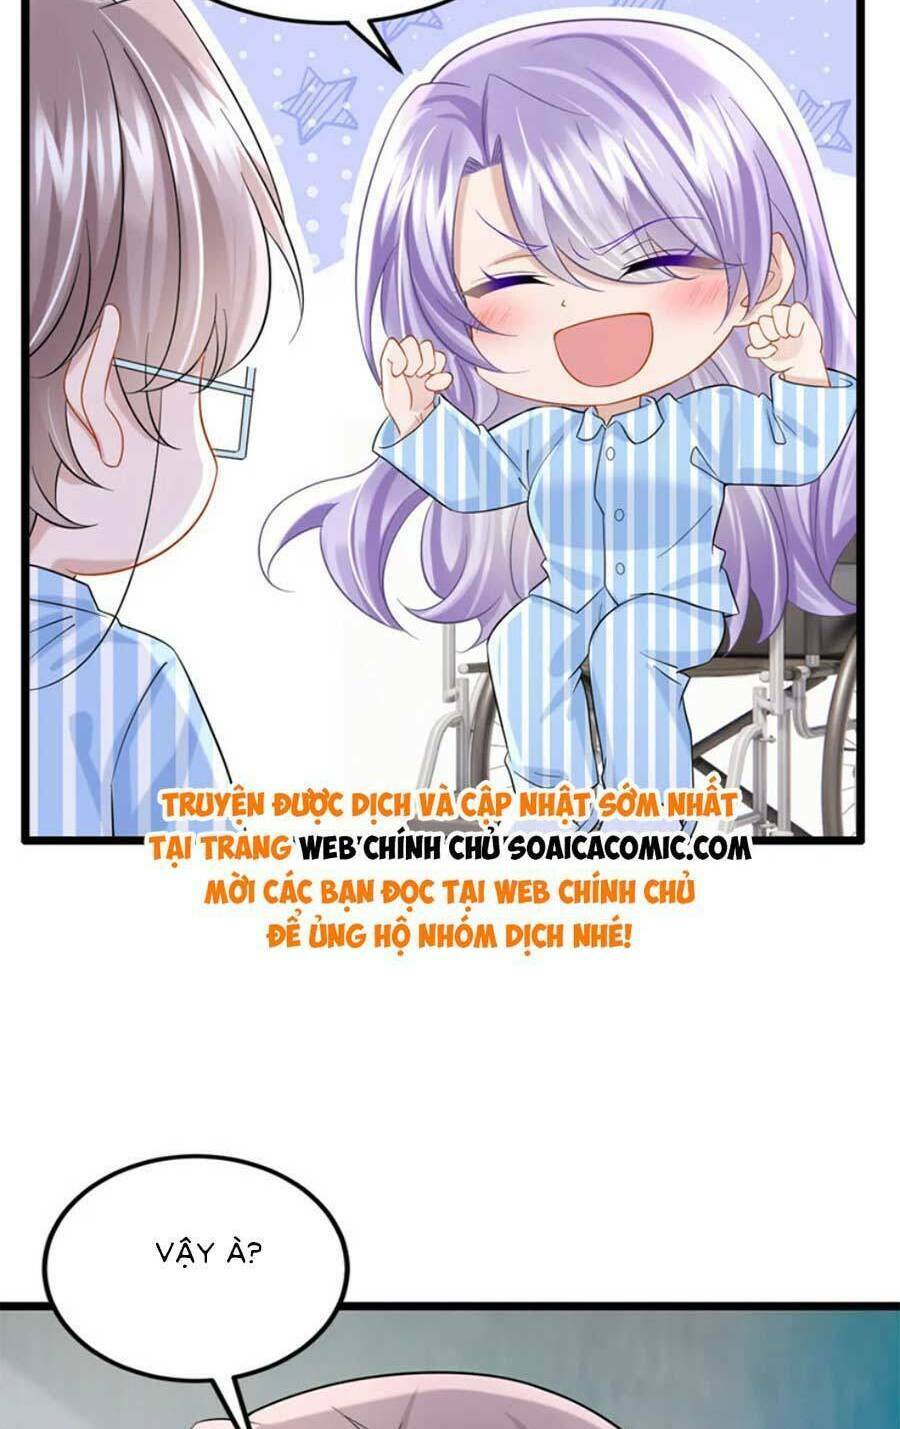 TRUYỆN ĐƯỢC DỊCH VÀ CẬP NHẬT SỚM NHẤT
TẠI TRANG WEB CHÍNH CHỦ SOAICACOMIC.COM
MỜI CÁC BẠN ĐỌC TẠI WEB CHÍNH CHỦ
ĐỂ ỦNG HỘ NHÓM DỊCH NHÉ!
VẬY À?